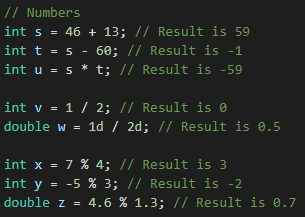 // Numbers
int s = 46 + 13; // Result is 59
int t = s - 60; // Result is -1
int u = s * t; // Result is -59
int v = 1 / 2; // Result is 0
double w = 1d / 2d; // Result is 0.5
int x = 7 % 4; // Result is 3
int y = -5 % 3; // Result is -2
double z = 4.6 % 1.3; // Result is 0.7